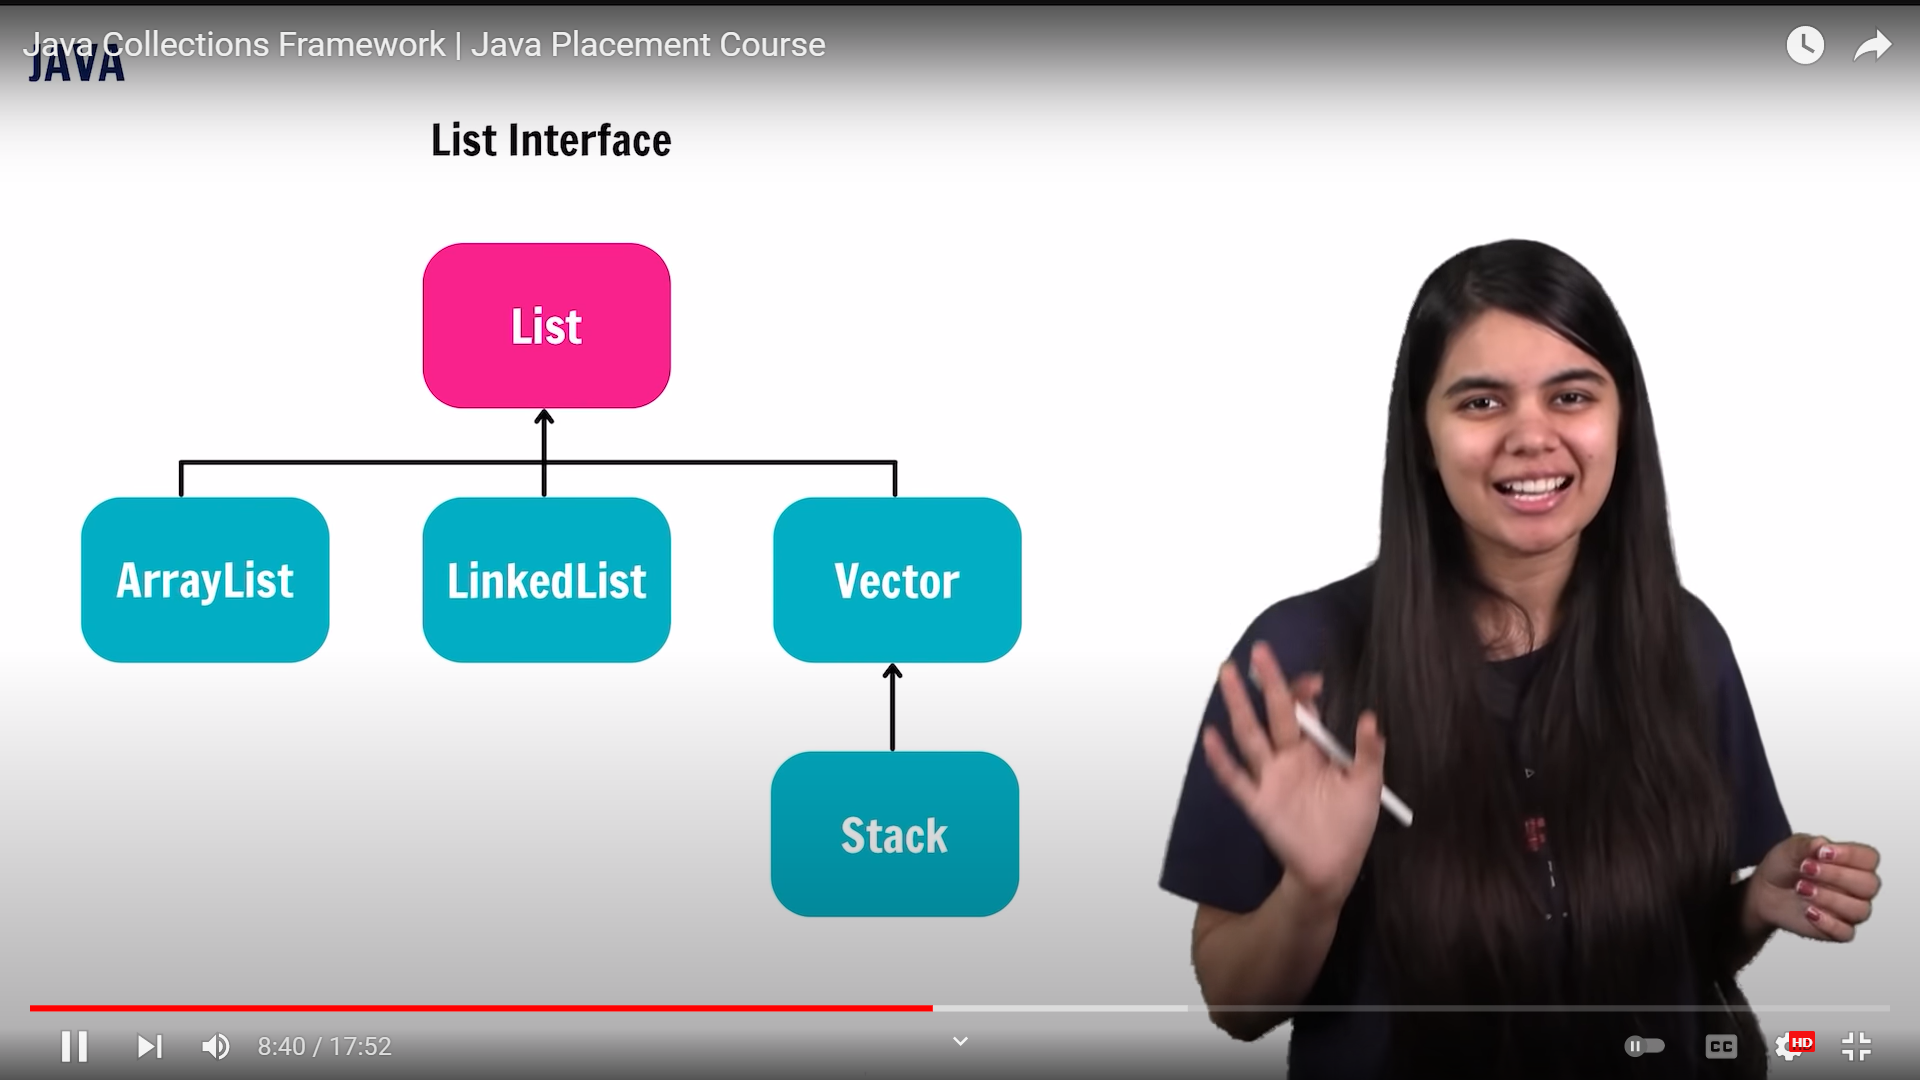 Java Collections Framework | Java Placement Course
JAVA
List Interface
List
ArrayList
LinkedList
Vector
Stack
8:40 / 17:52
CC
HD